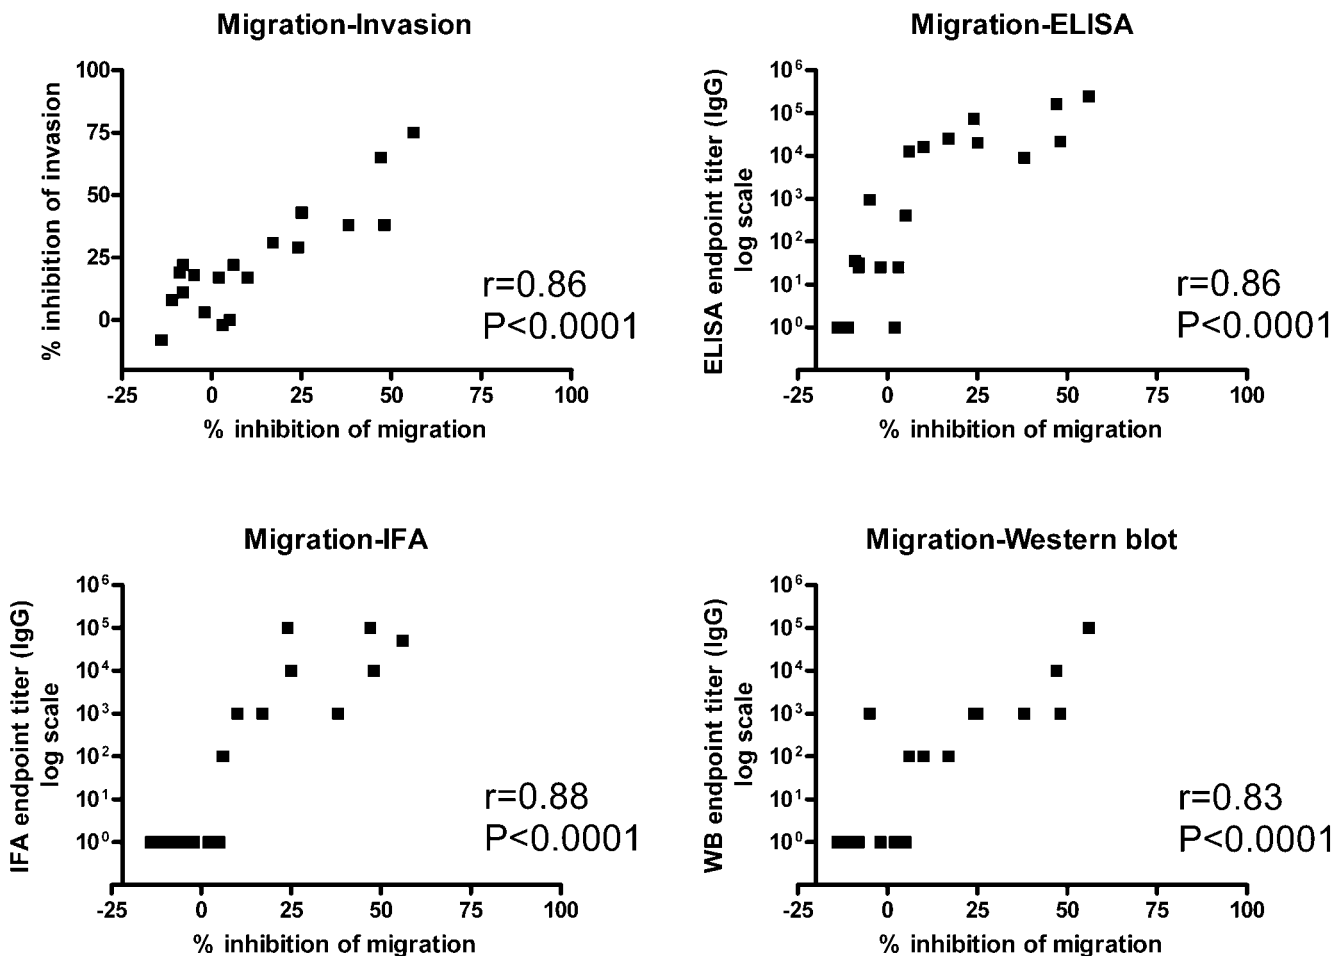 Migration-Invasion
% inhibition of invasion
100
75
50
25
0
-25
0
25
50
75
100
% inhibition of migration
r=0.86
P<0.0001
Migration-ELISA
ELISA endpoint titer (IgG)
log scale
10⁶
10⁵
10⁴
10³
10²
10¹
10⁰
-25
0
25
50
75
100
% inhibition of migration
r=0.86
P<0.0001
Migration-IFA
IFA endpoint titer (IgG)
log scale
10⁶
10⁵
10⁴
10³
10²
10¹
10⁰
-25
0
25
50
75
100
% inhibition of migration
r=0.88
P<0.0001
Migration-Western blot
WB endpoint titer (IgG)
log scale
10⁶
10⁵
10⁴
10³
10²
10¹
10⁰
-25
0
25
50
75
100
% inhibition of migration
r=0.83
P<0.0001